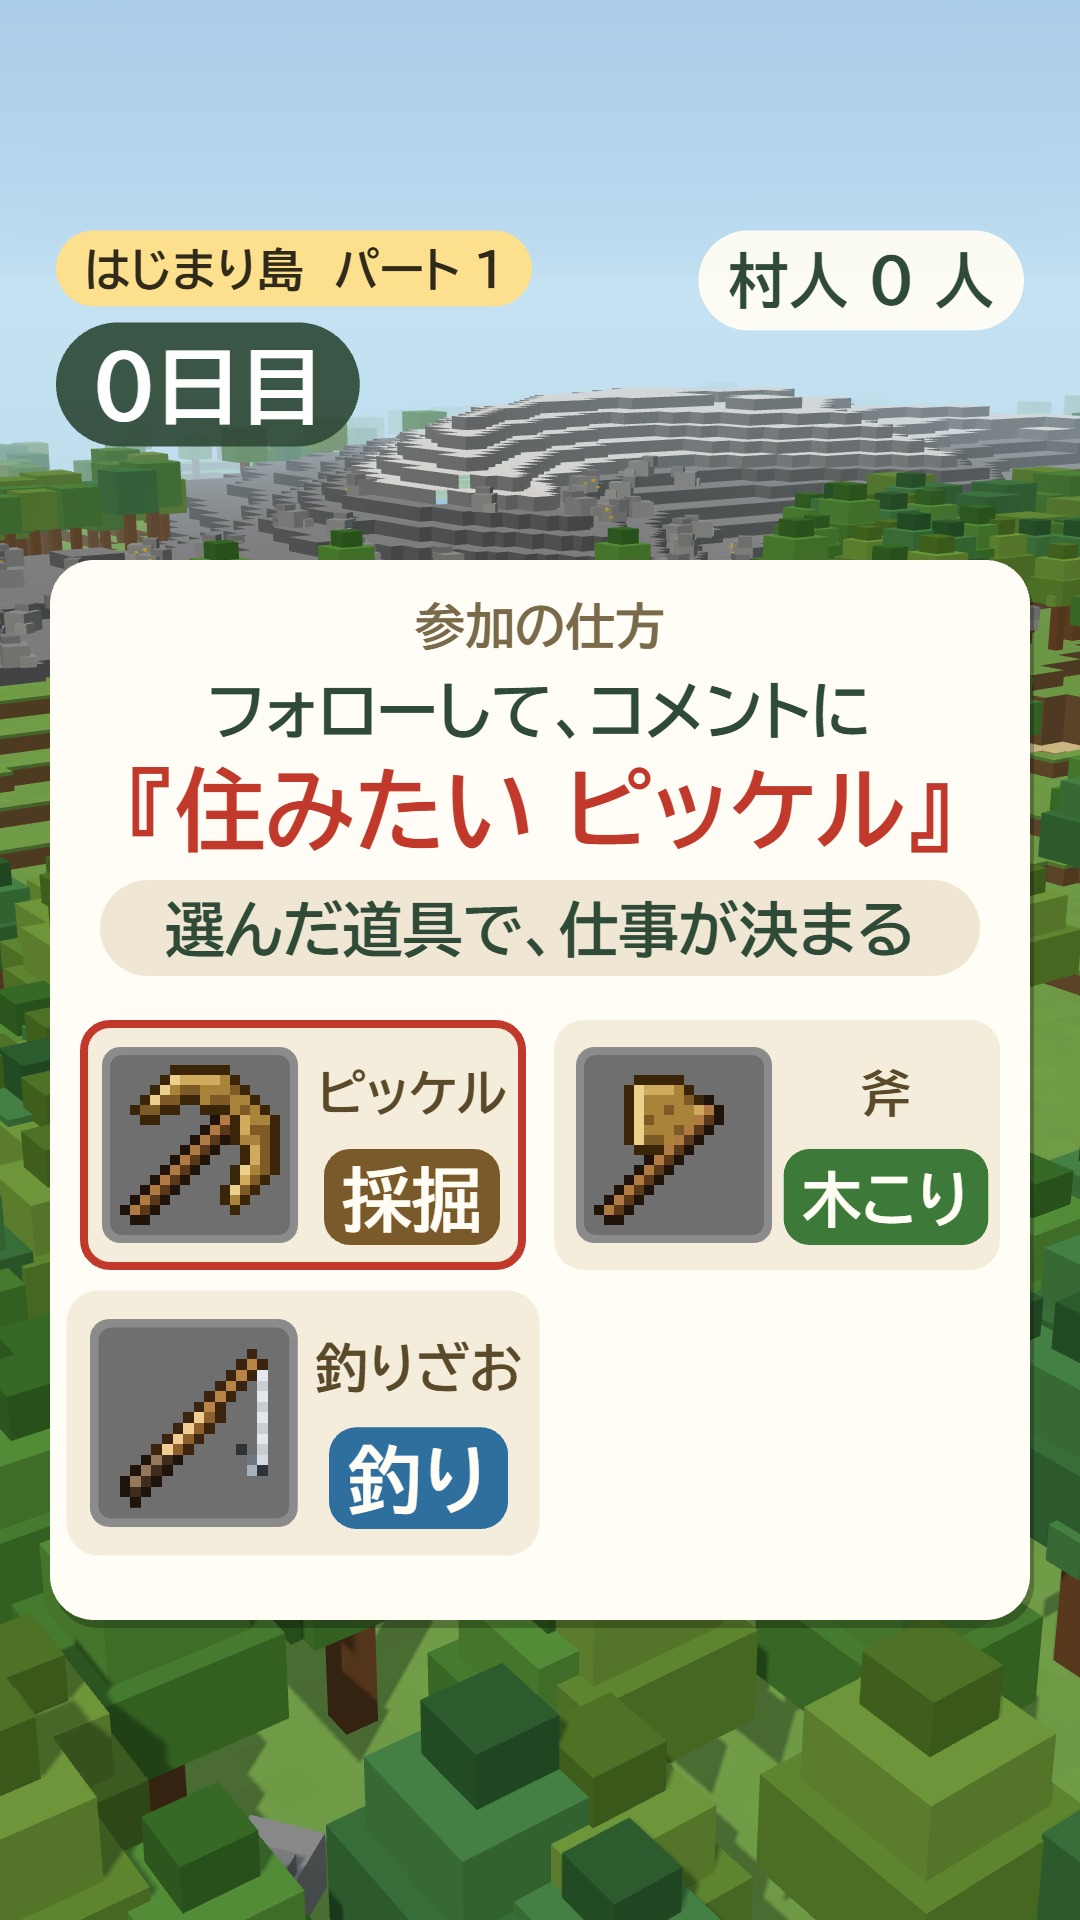 はじまり島 パート 1
村人 0 人
0日目
参加の仕方
フォローして、コメントに
『住みたい ピッケル』
選んだ道具で、仕事が決まる
ピッケル
採掘
斧
木こり
釣りざお
釣り